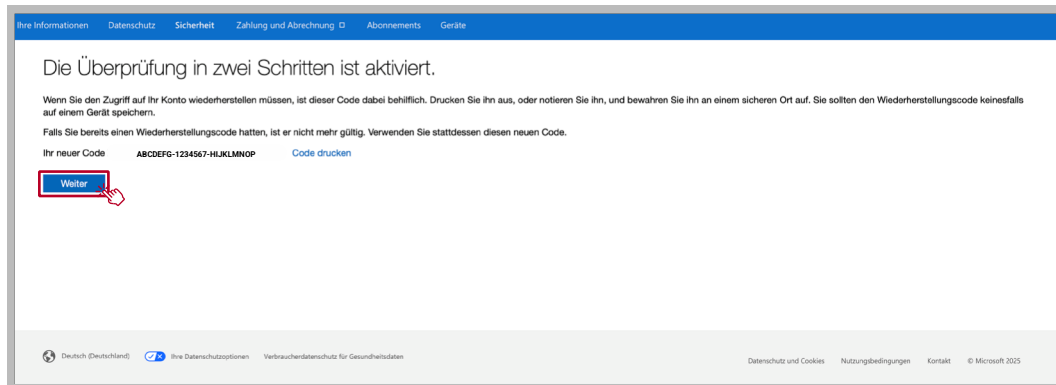 Ihre Informationen Datenschutz Sicherheit Zahlung und Abrechnung Abonnements Geräte
Die Überprüfung in zwei Schritten ist aktiviert.
Wenn Sie den Zugriff auf Ihr Konto wiederherstellen müssen, ist dieser Code dabei behilflich. Drucken Sie ihn aus, oder notieren Sie ihn, und bewahren Sie ihn an einem sicheren Ort auf. Sie sollten den Wiederherstellungscode keinesfalls
auf einem Gerät speichern.
Falls Sie bereits einen Wiederherstellungscode hatten, ist er nicht mehr gültig. Verwenden Sie stattdessen diesen neuen Code.
Ihr neuer Code ABCDEFG-1234567-HIJKLMNOP Code drucken
Weiter
Deutsch (Deutschland) Ihre Datenschutzoptionen Verbraucherdatenschutz für Gesundheitsdaten
Datenschutz und Cookies Nutzungsbedingungen Kontakt © Microsoft 2025